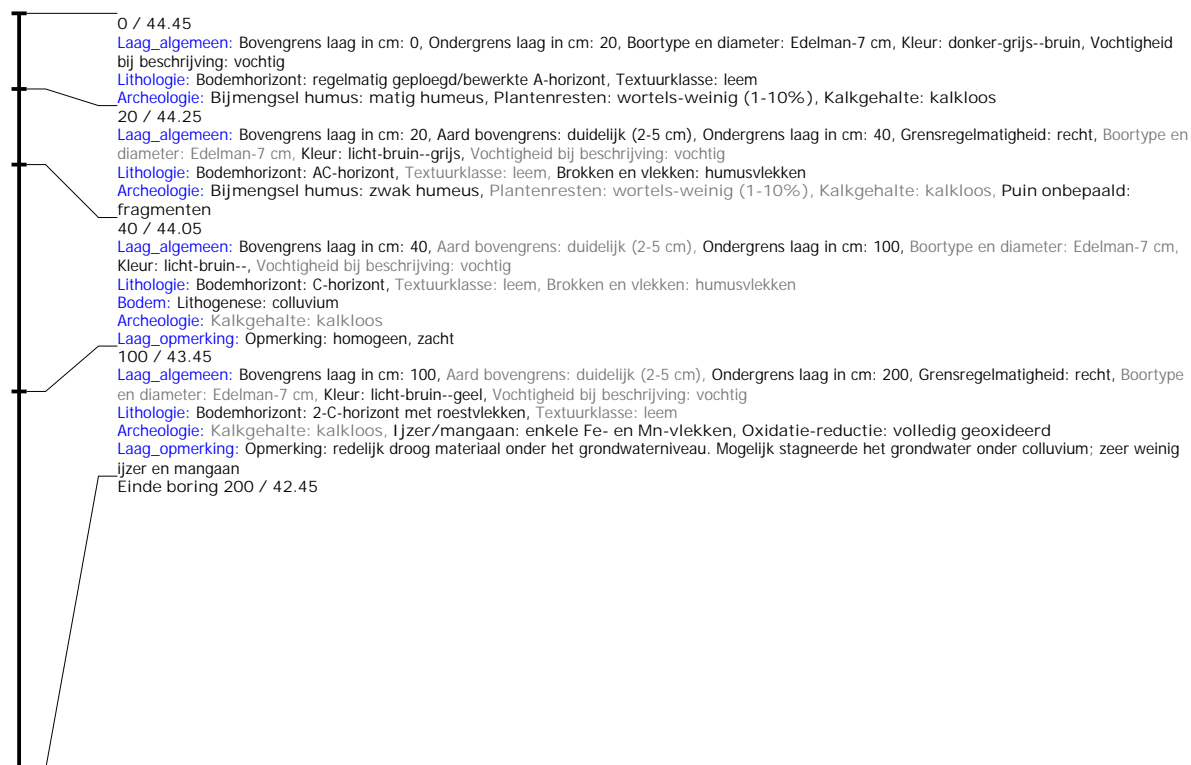 0 / 44.45
Laag_algemeen: Bovengrens laag in cm: 0, Ondergrens laag in cm: 20, Boortype en diameter: Edelman-7 cm, Kleur: donker-grijs--bruin, Vochtigheid
bij beschrijving: vochtig
Lithologie: Bodemhorizont: regelmatig geploegd/bewerkte A-horizont, Textuurklasse: leem
Archeologie: Bijmengsel humus: matig humeus, Plantenresten: wortels-weinig (1-10%), Kalkgehalte: kalkloos
20 / 44.25
Laag_algemeen: Bovengrens laag in cm: 20, Aard bovengrens: duidelijk (2-5 cm), Ondergrens laag in cm: 40, Grensregelmatigheid: recht, Boortype en
diameter: Edelman-7 cm, Kleur: licht-bruin--grijs, Vochtigheid bij beschrijving: vochtig
Lithologie: Bodemhorizont: AC-horizont, Textuurklasse: leem, Brokken en vlekken: humusvlekken
Archeologie: Bijmengsel humus: zwak humeus, Plantenresten: wortels-weinig (1-10%), Kalkgehalte: kalkloos, Puin onbepaald:
fragmenten
40 / 44.05
Laag_algemeen: Bovengrens laag in cm: 40, Aard bovengrens: duidelijk (2-5 cm), Ondergrens laag in cm: 100, Boortype en diameter: Edelman-7 cm,
Kleur: licht-bruin--, Vochtigheid bij beschrijving: vochtig
Lithologie: Bodemhorizont: C-horizont, Textuurklasse: leem, Brokken en vlekken: humusvlekken
Bodem: Lithogenese: colluvium
Archeologie: Kalkgehalte: kalkloos
Laag_opmerking: Opmerking: homogeen, zacht
100 / 43.45
Laag_algemeen: Bovengrens laag in cm: 100, Aard bovengrens: duidelijk (2-5 cm), Ondergrens laag in cm: 200, Grensregelmatigheid: recht, Boortype
en diameter: Edelman-7 cm, Kleur: licht-bruin--geel, Vochtigheid bij beschrijving: vochtig
Lithologie: Bodemhorizont: 2-C-horizont met roestvlekken, Textuurklasse: leem
Archeologie: Kalkgehalte: kalkloos, Ijzer/mangaan: enkele Fe- en Mn-vlekken, Oxidatie-reductie: volledig geoxideerd
Laag_opmerking: Opmerking: redelijk droog materiaal onder het grondwaterniveau. Mogelijk stagneerde het grondwater onder colluvium; zeer weinig
ijzer en mangaan
Einde boring 200 / 42.45